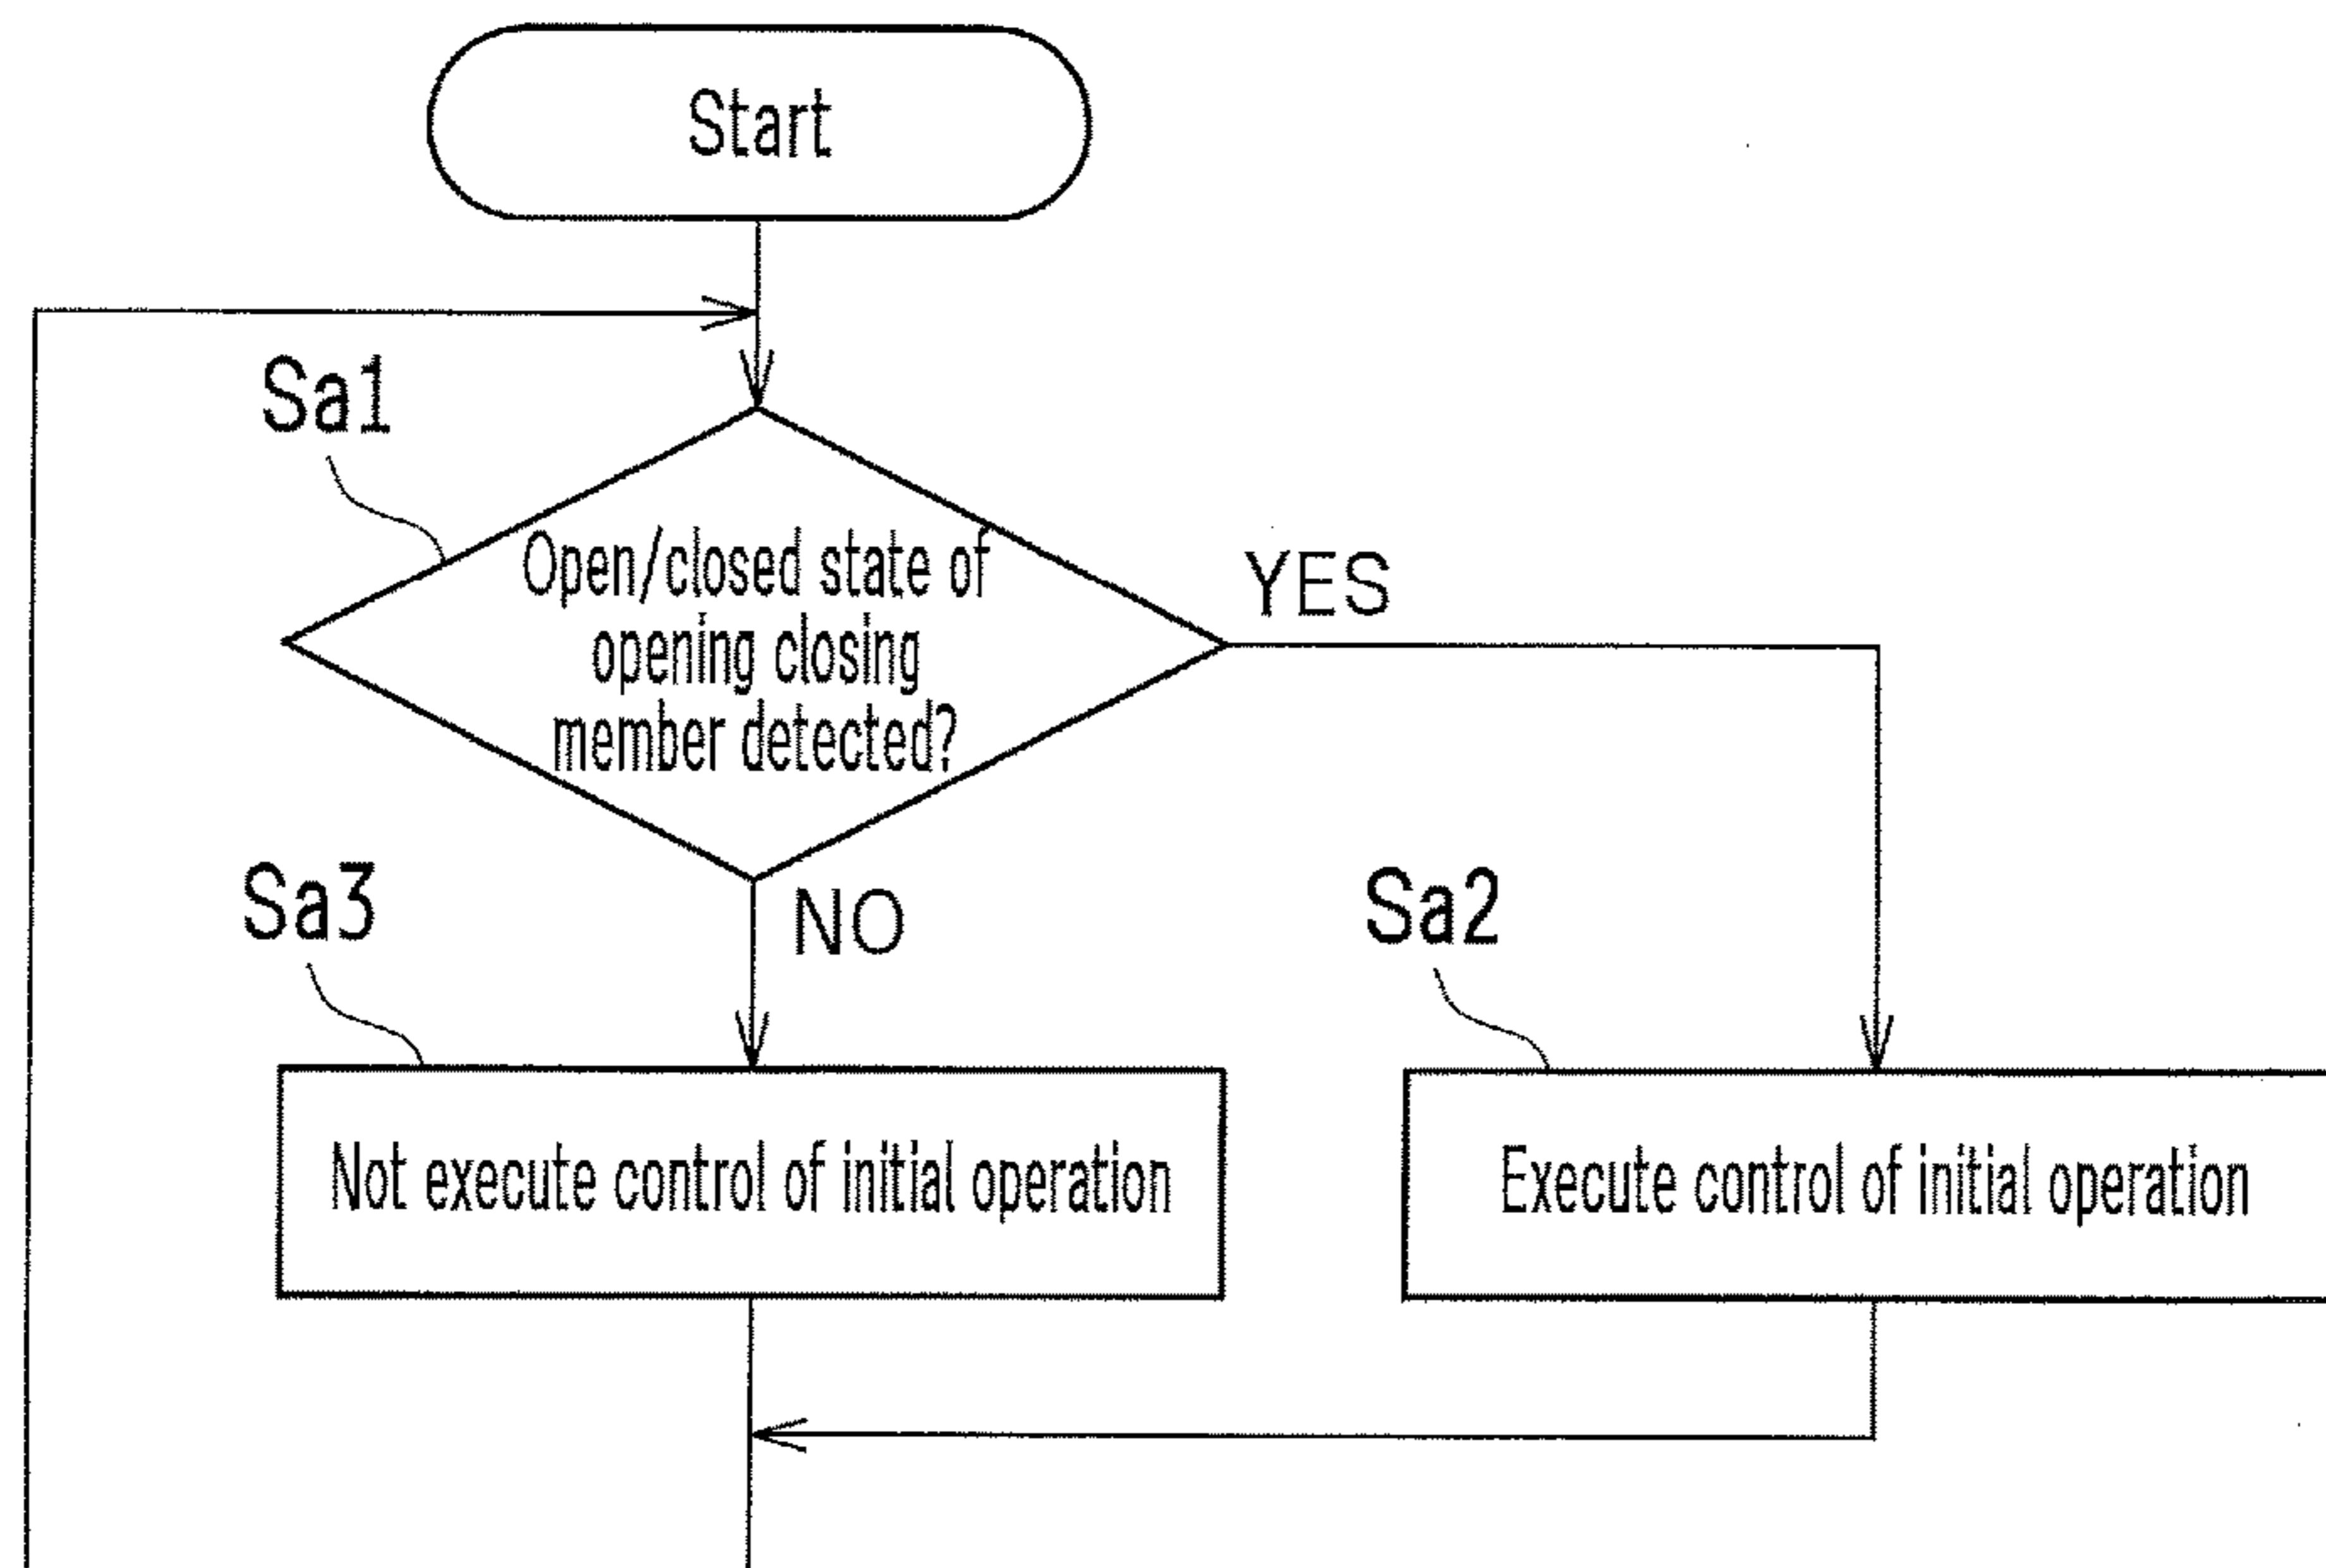 Start
Sa1
Open/closed state of
opening closing
member detected?
YES
NO
Sa3
Sa2
Not execute control of initial operation
Execute control of initial operation